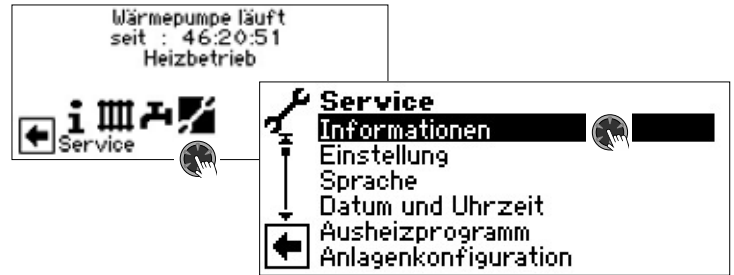 Wärmepumpe läuft
seit : 46:20:51
Heizbetrieb
Service
Service
Informationen
Einstellung
Sprache
Datum und Uhrzeit
Ausheizprogramm
Anlagenkonfiguration